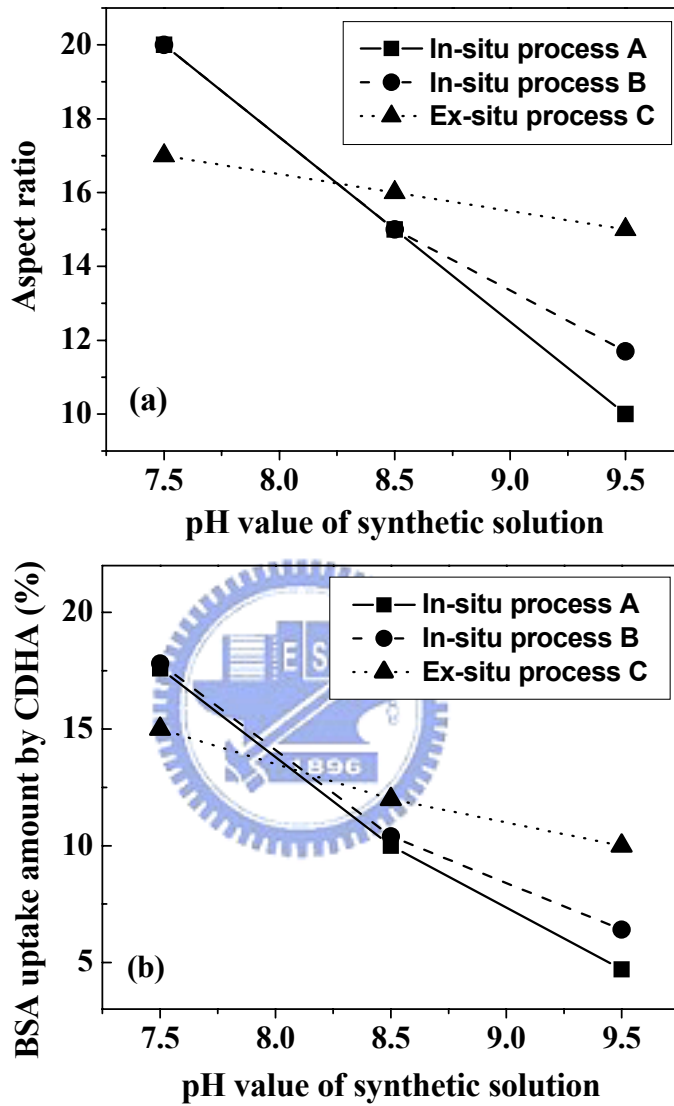 20
18
16
14
12
10
Aspect ratio
In-situ process A
In-situ process B
Ex-situ process C
(a)
7.5 8.0 8.5 9.0 9.5
pH value of synthetic solution
20
15
10
5
BSA uptake amount by CDHA (%)
In-situ process A
In-situ process B
Ex-situ process C
E S
1896
(b)
7.5 8.0 8.5 9.0 9.5
pH value of synthetic solution